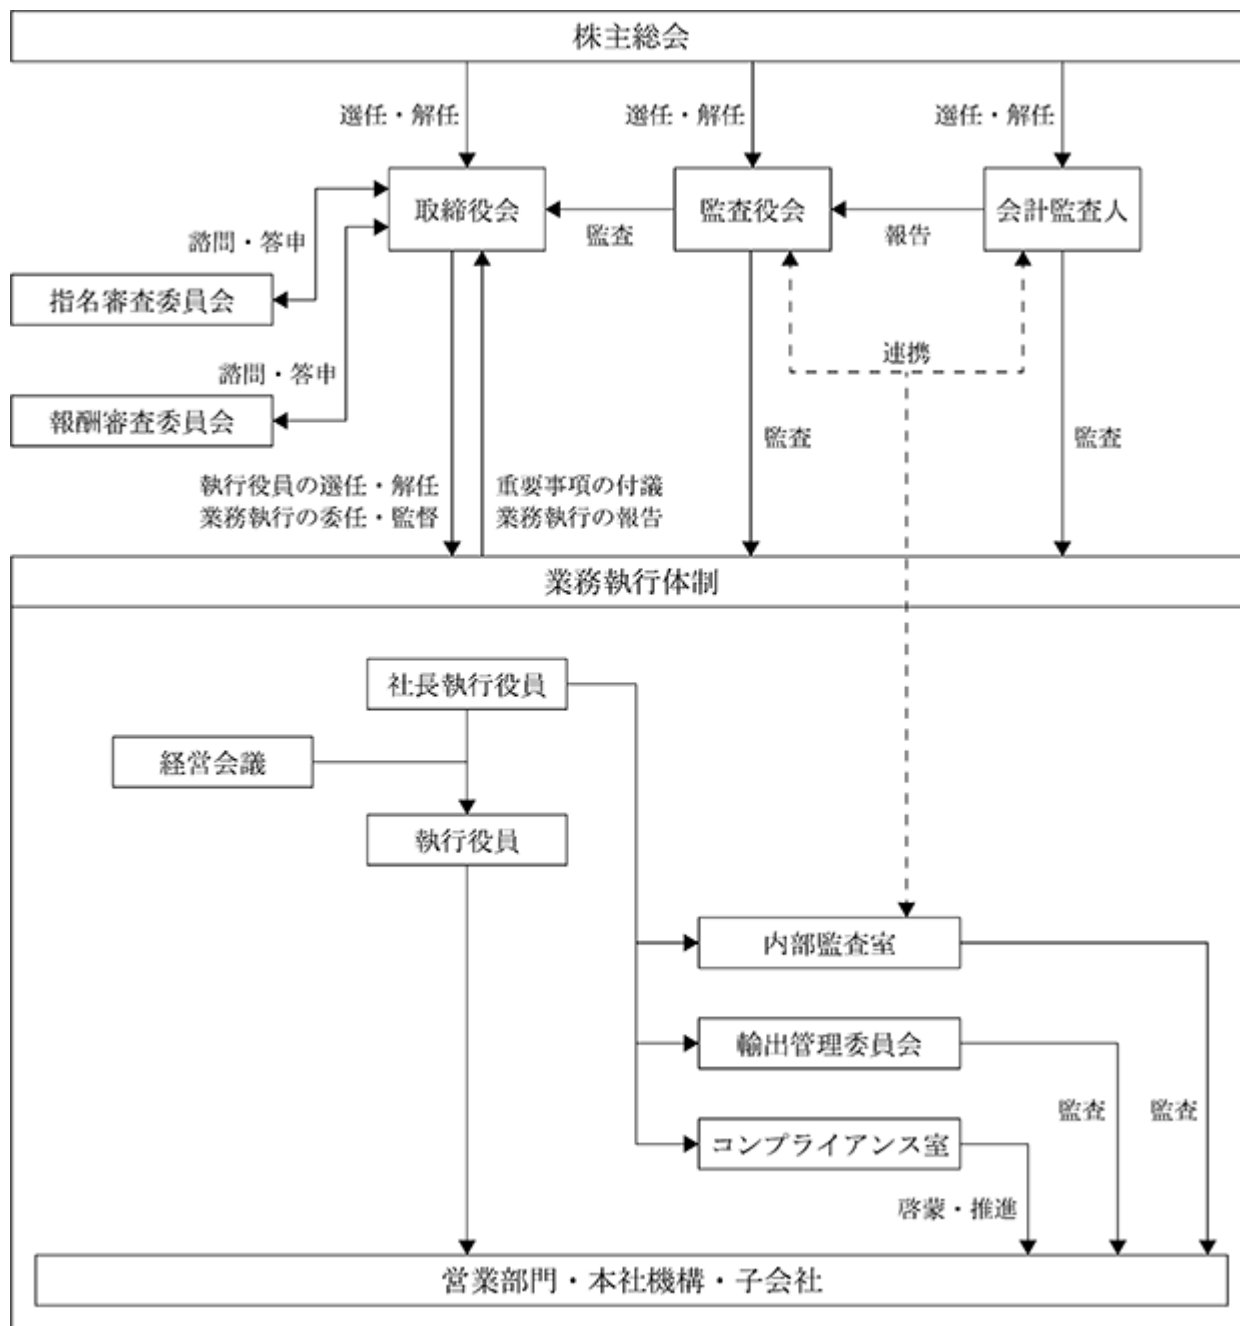 株主総会
選任・解任
選任・解任
選任・解任
取締役会
監査役会
会計監査人
監査
報告
諮問・答申
指名審査委員会
連携
諮問・答申
報酬審査委員会
監査
監査
執行役員の選任・解任
業務執行の委任・監督
重要事項の付議
業務執行の報告
業務執行体制
社長執行役員
経営会議
執行役員
内部監査室
輸出管理委員会
監査
監査
コンプライアンス室
啓蒙・推進
営業部門・本社機構・子会社